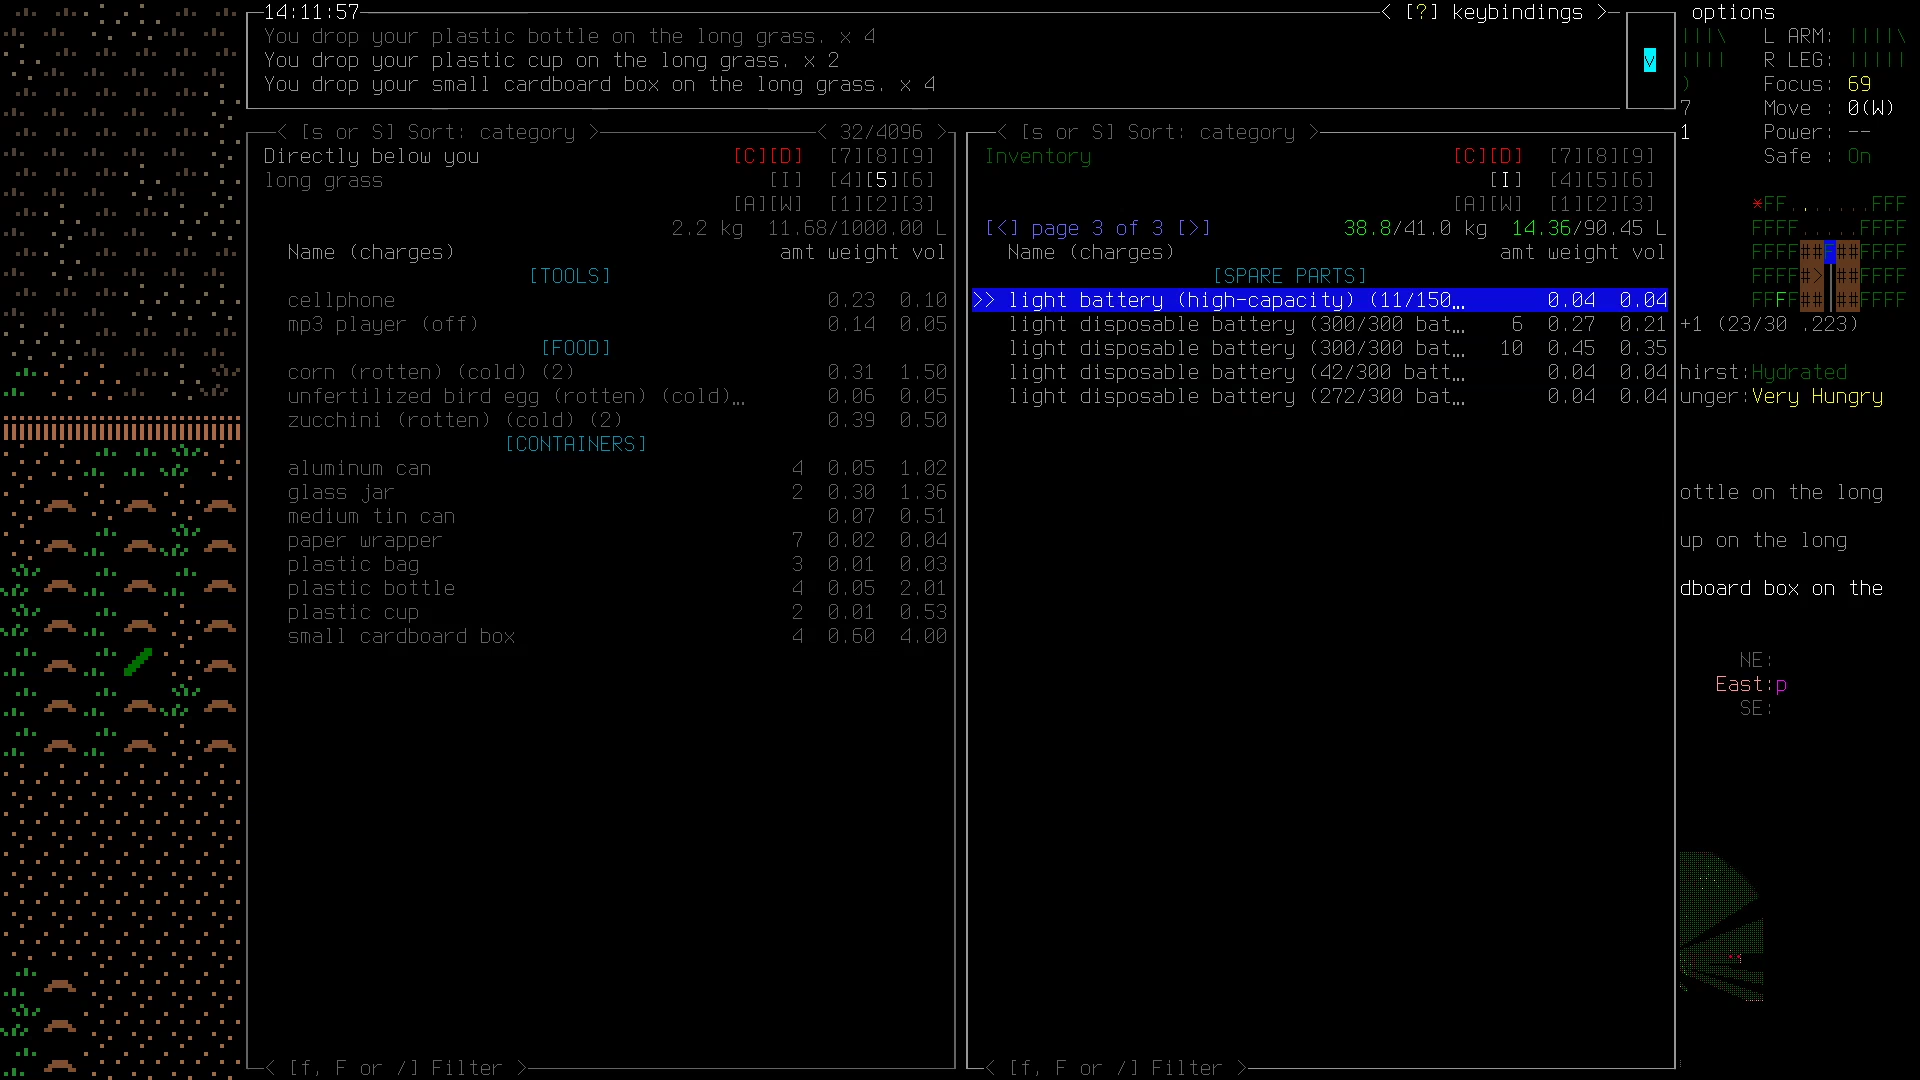 14:11:57 < [?] keybindings > options
You drop your plastic bottle on the long grass. x 4 L ARM: ||||\
You drop your plastic cup on the long grass. x 2 v R LEG: |||||
You drop your small cardboard box on the long grass. x 4 ) Focus: 69
7 Move : 0(W)
< [s or S] Sort: category > < 32/4096 > < [s or S] Sort: category > 1 Power: --
Directly below you [C][D] [7][8][9] Inventory [C][D] [7][8][9] Safe : On
long grass [I] [4][5][6] [I] [4][5][6]
[A][W] [1][2][3] [A][W] [1][2][3] *FF.......FFF
2.2 kg 11.68/1000.00 L [<] page 3 of 3 [>] 38.8/41.0 kg 14.36/90.45 L FFFF.....FFFF
Name (charges) amt weight vol Name (charges) amt weight vol
[TOOLS] [SPARE PARTS]
cellphone 0.23 0.10 >> light battery (high-capacity) (11/150… 0.04 0.04
mp3 player (off) 0.14 0.05 light disposable battery (300/300 bat… 6 0.27 0.21 +1 (23/30 .223)
[FOOD] light disposable battery (300/300 bat… 10 0.45 0.35
corn (rotten) (cold) (2) 0.31 1.50 light disposable battery (42/300 batt… 0.04 0.04 hirst:Hydrated
unfertilized bird egg (rotten) (cold)… 0.06 0.05 light disposable battery (272/300 bat… 0.04 0.04 unger:Very Hungry
zucchini (rotten) (cold) (2) 0.39 0.50
[CONTAINERS]
aluminum can 4 0.05 1.02
glass jar 2 0.30 1.36 ottle on the long
medium tin can 0.07 0.51
paper wrapper 7 0.02 0.04 up on the long
plastic bag 3 0.01 0.03
plastic bottle 4 0.05 2.01 dboard box on the
plastic cup 2 0.01 0.53
small cardboard box 4 0.60 4.00
NE:
East:p
SE:
< [f, F or /] Filter > < [f, F or /] Filter >